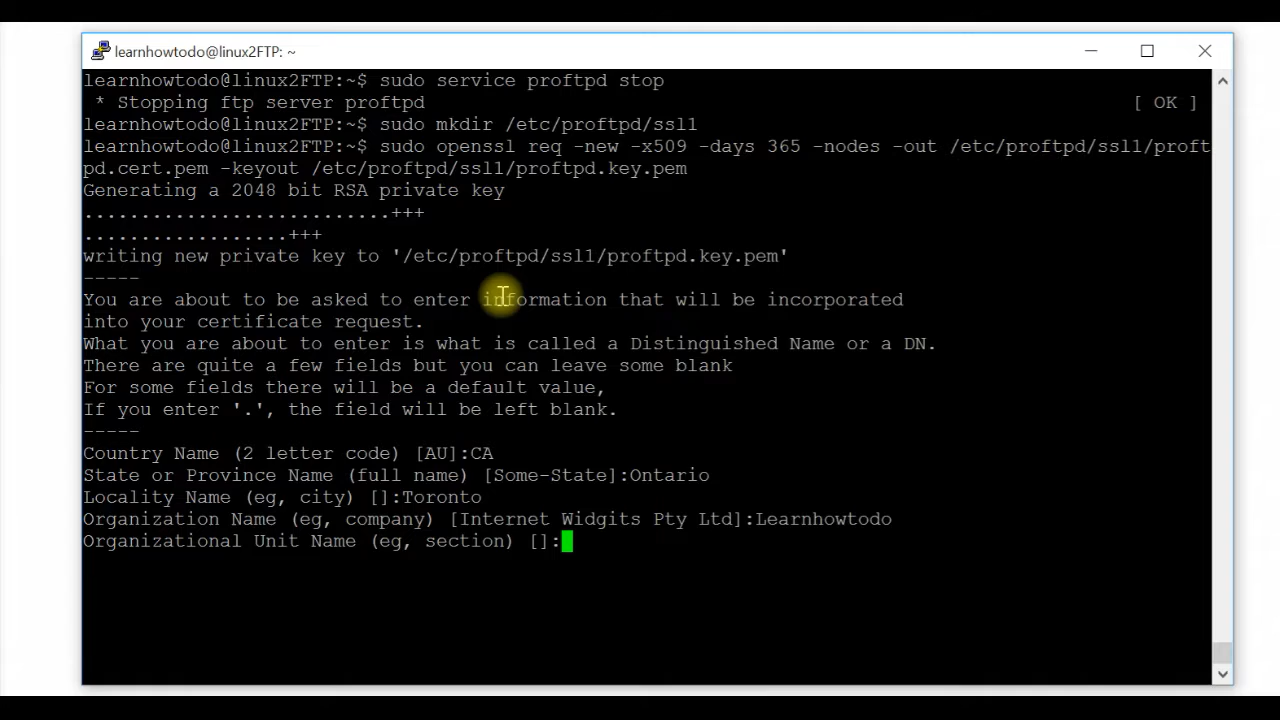 learnhowtodo@linux2FTP: ~
learnhowtodo@linux2FTP:~$ sudo service proftpd stop
 * Stopping ftp server proftpd [ OK ]
learnhowtodo@linux2FTP:~$ sudo mkdir /etc/proftpd/ssl1
learnhowtodo@linux2FTP:~$ sudo openssl req -new -x509 -days 365 -nodes -out /etc/proftpd/ssl1/proft
pd.cert.pem -keyout /etc/proftpd/ssl1/proftpd.key.pem
Generating a 2048 bit RSA private key
...........................+++
..................+++
writing new private key to '/etc/proftpd/ssl1/proftpd.key.pem'
-----
You are about to be asked to enter information that will be incorporated
into your certificate request.
What you are about to enter is what is called a Distinguished Name or a DN.
There are quite a few fields but you can leave some blank
For some fields there will be a default value,
If you enter '.', the field will be left blank.
-----
Country Name (2 letter code) [AU]:CA
State or Province Name (full name) [Some-State]:Ontario
Locality Name (eg, city) []:Toronto
Organization Name (eg, company) [Internet Widgits Pty Ltd]:Learnhowtodo
Organizational Unit Name (eg, section) []: